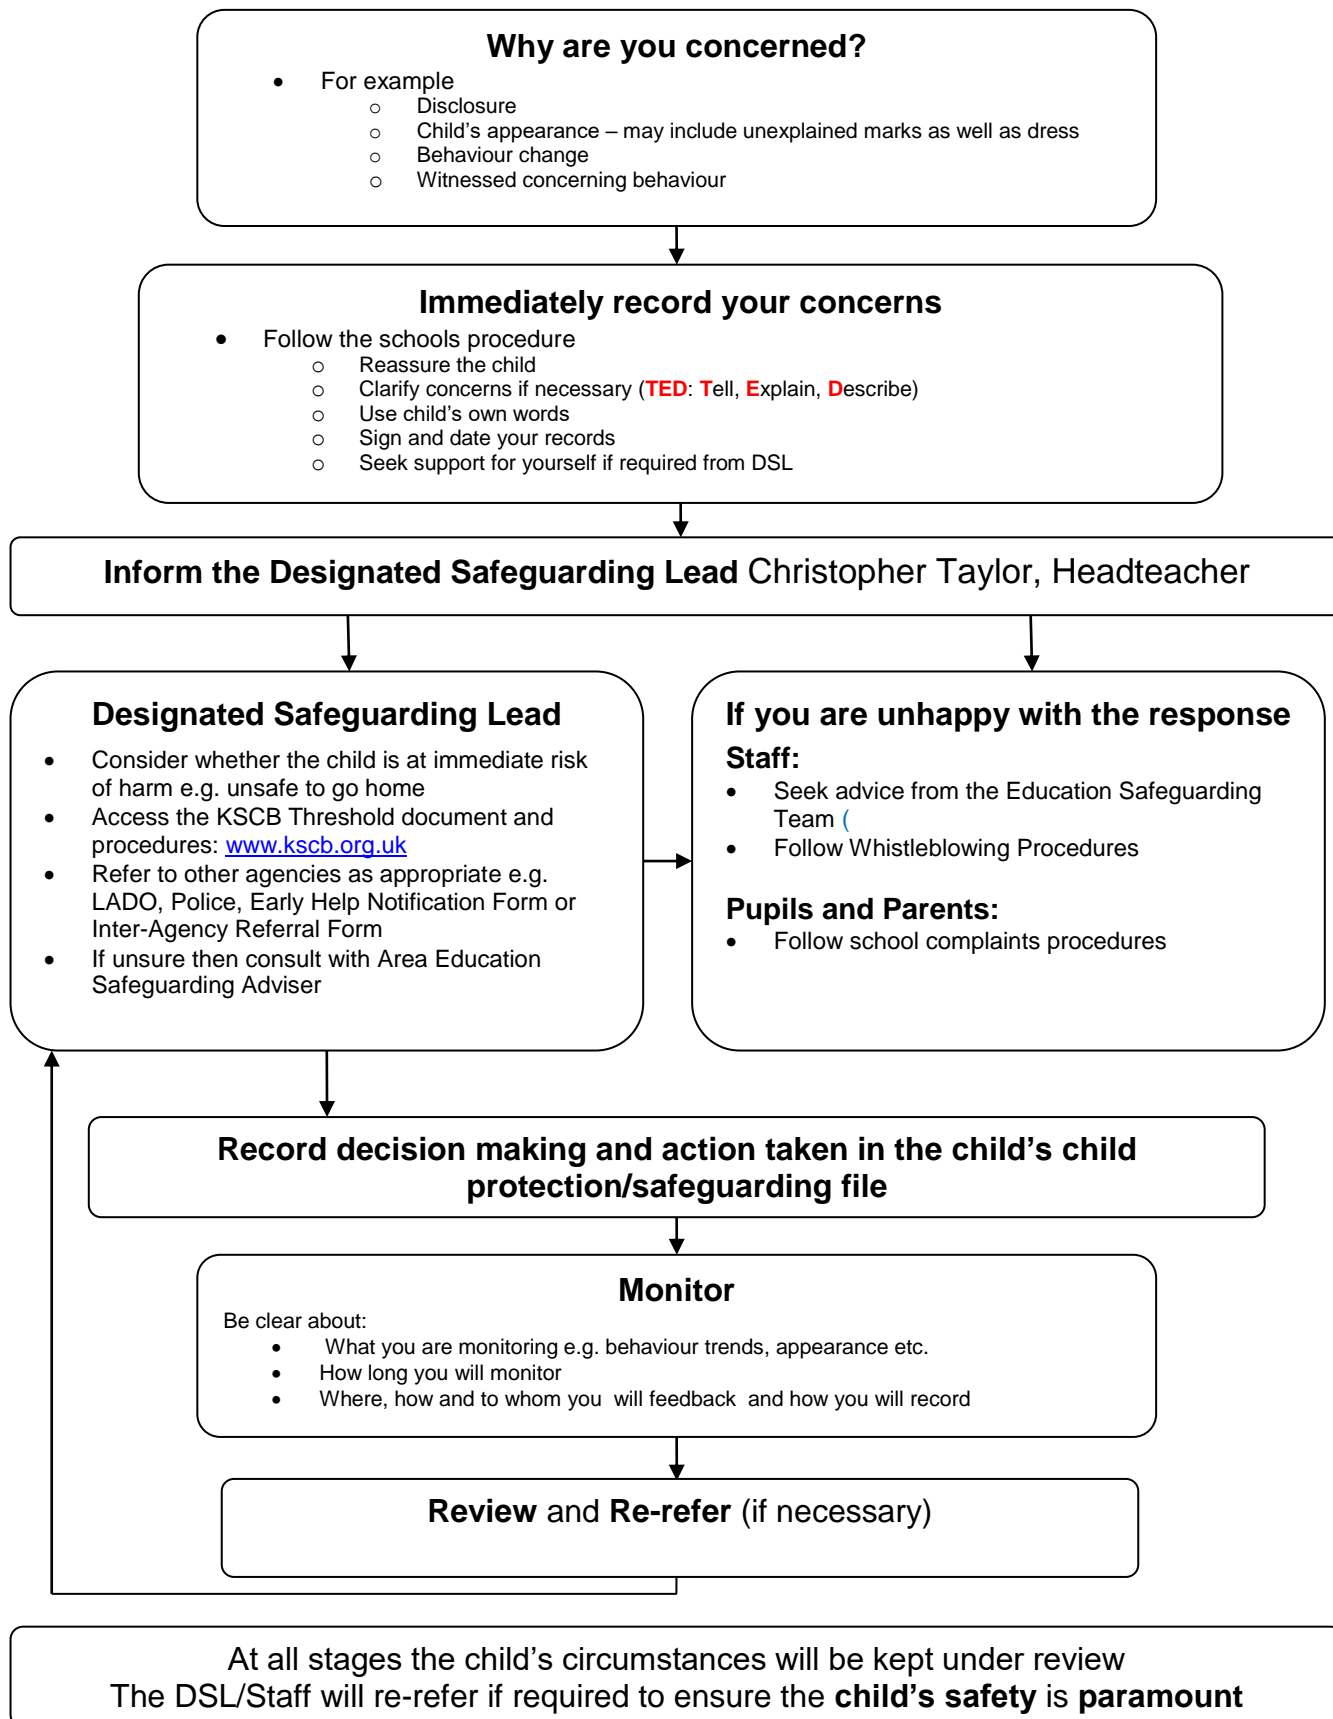 Why are you concerned?
• For example
o Disclosure
o Child’s appearance – may include unexplained marks as well as dress
o Behaviour change
o Witnessed concerning behaviour
Immediately record your concerns
• Follow the schools procedure
o Reassure the child
o Clarify concerns if necessary (TED: Tell, Explain, Describe)
o Use child’s own words
o Sign and date your records
o Seek support for yourself if required from DSL
Inform the Designated Safeguarding Lead Christopher Taylor, Headteacher
Designated Safeguarding Lead
• Consider whether the child is at immediate risk
of harm e.g. unsafe to go home
• Access the KSCB Threshold document and
procedures: www.kscb.org.uk
• Refer to other agencies as appropriate e.g.
LADO, Police, Early Help Notification Form or
Inter-Agency Referral Form
• If unsure then consult with Area Education
Safeguarding Adviser
If you are unhappy with the response
Staff:
• Seek advice from the Education Safeguarding
Team (
• Follow Whistleblowing Procedures
Pupils and Parents:
• Follow school complaints procedures
Record decision making and action taken in the child’s child
protection/safeguarding file
Monitor
Be clear about:
• What you are monitoring e.g. behaviour trends, appearance etc.
• How long you will monitor
• Where, how and to whom you will feedback and how you will record
Review and Re-refer (if necessary)
At all stages the child’s circumstances will be kept under review
The DSL/Staff will re-refer if required to ensure the child’s safety is paramount